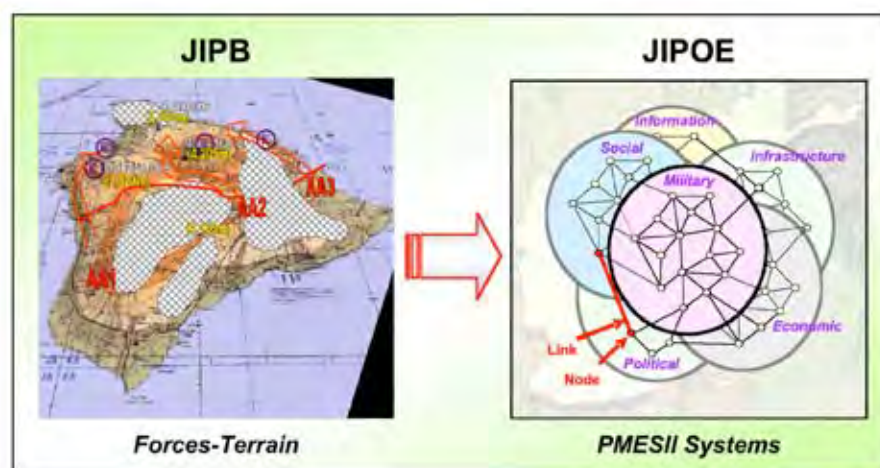 JIPB
JIPOE
AA1
AA2
AA3
Information
Social
Infrastructure
Military
Economic
Political
Link
Node
Forces-Terrain
PMESII Systems